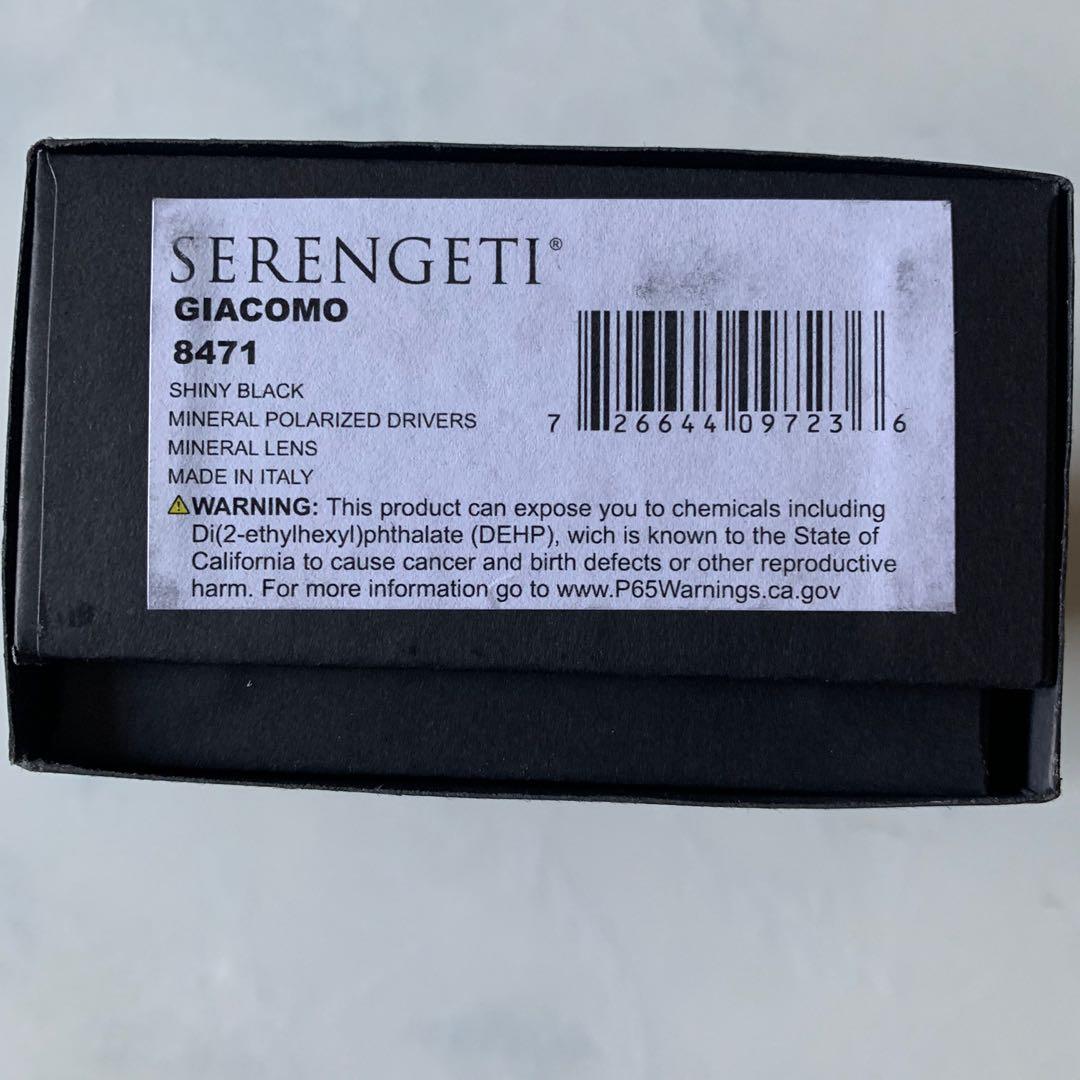 SERENGETI®
GIACOMO
8471
SHINY BLACK
MINERAL POLARIZED DRIVERS
MINERAL LENS
MADE IN ITALY
7 26644 09723 6
WARNING: This product can expose you to chemicals including
Di(2-ethylhexyl)phthalate (DEHP), wich is known to the State of
California to cause cancer and birth defects or other reproductive
harm. For more information go to www.P65Warnings.ca.gov